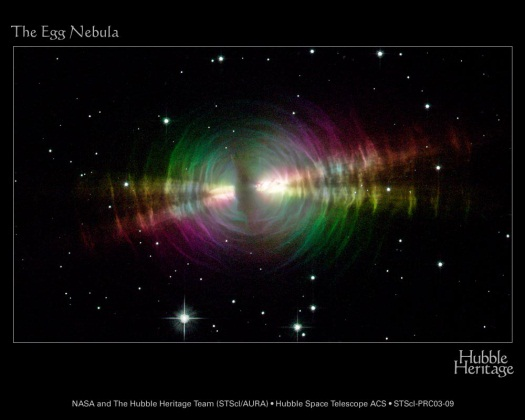 The Egg Nebula
Hubble
Heritage
NASA and The Hubble Heritage Team (STScI/AURA) • Hubble Space Telescope ACS • STScI-PRC03-09